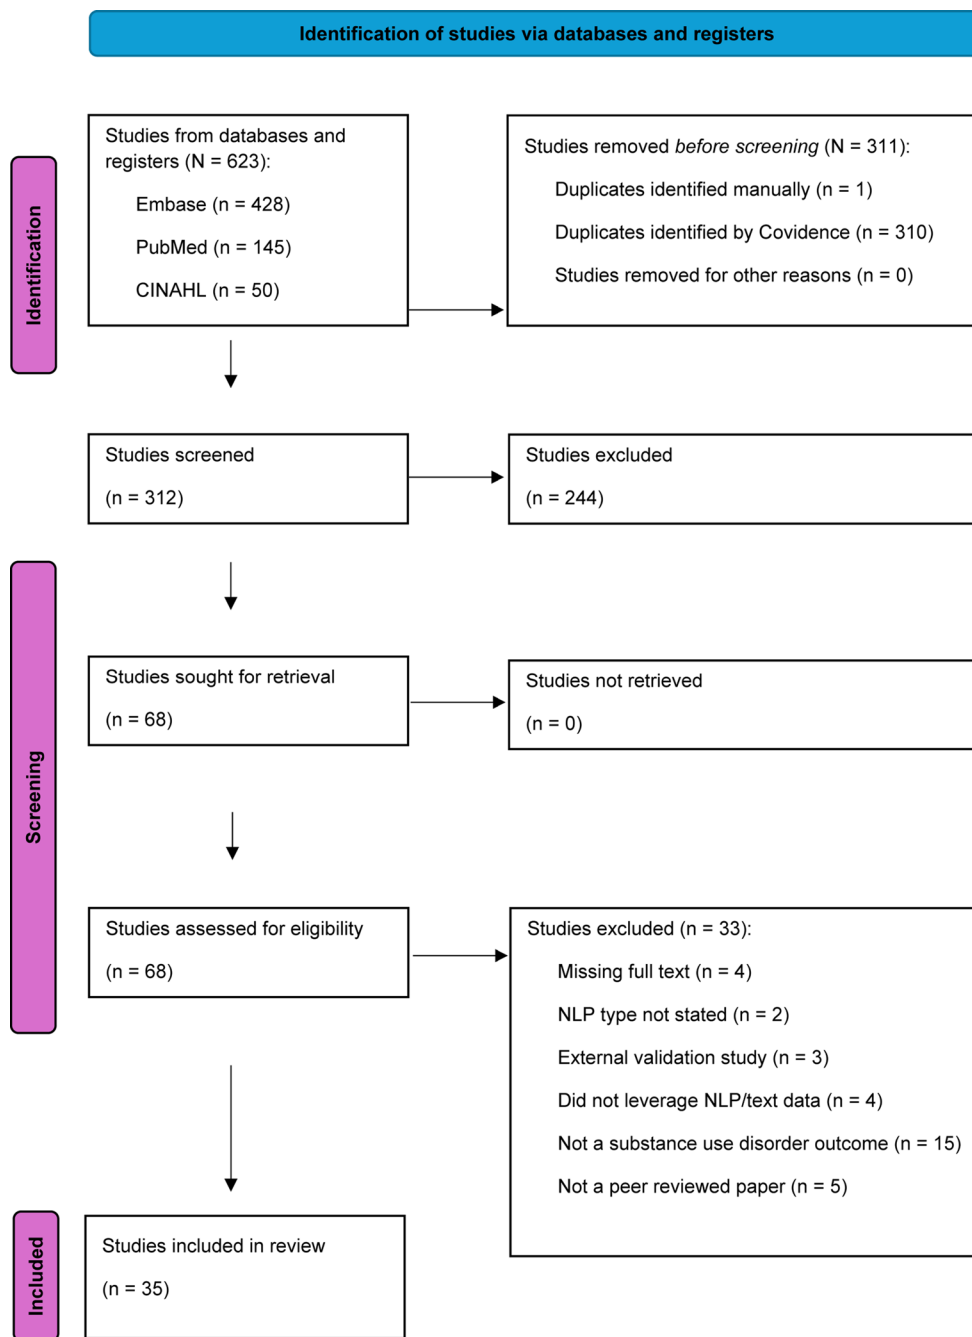 Identification of studies via databases and registers
Identification
Studies from databases and
registers (N = 623):
Embase (n = 428)
PubMed (n = 145)
CINAHL (n = 50)
Studies removed before screening (N = 311):
Duplicates identified manually (n = 1)
Duplicates identified by Covidence (n = 310)
Studies removed for other reasons (n = 0)
Studies screened
(n = 312)
Studies excluded
(n = 244)
Screening
Studies sought for retrieval
(n = 68)
Studies not retrieved
(n = 0)
Studies assessed for eligibility
(n = 68)
Studies excluded (n = 33):
Missing full text (n = 4)
NLP type not stated (n = 2)
External validation study (n = 3)
Did not leverage NLP/text data (n = 4)
Not a substance use disorder outcome (n = 15)
Not a peer reviewed paper (n = 5)
Included
Studies included in review
(n = 35)